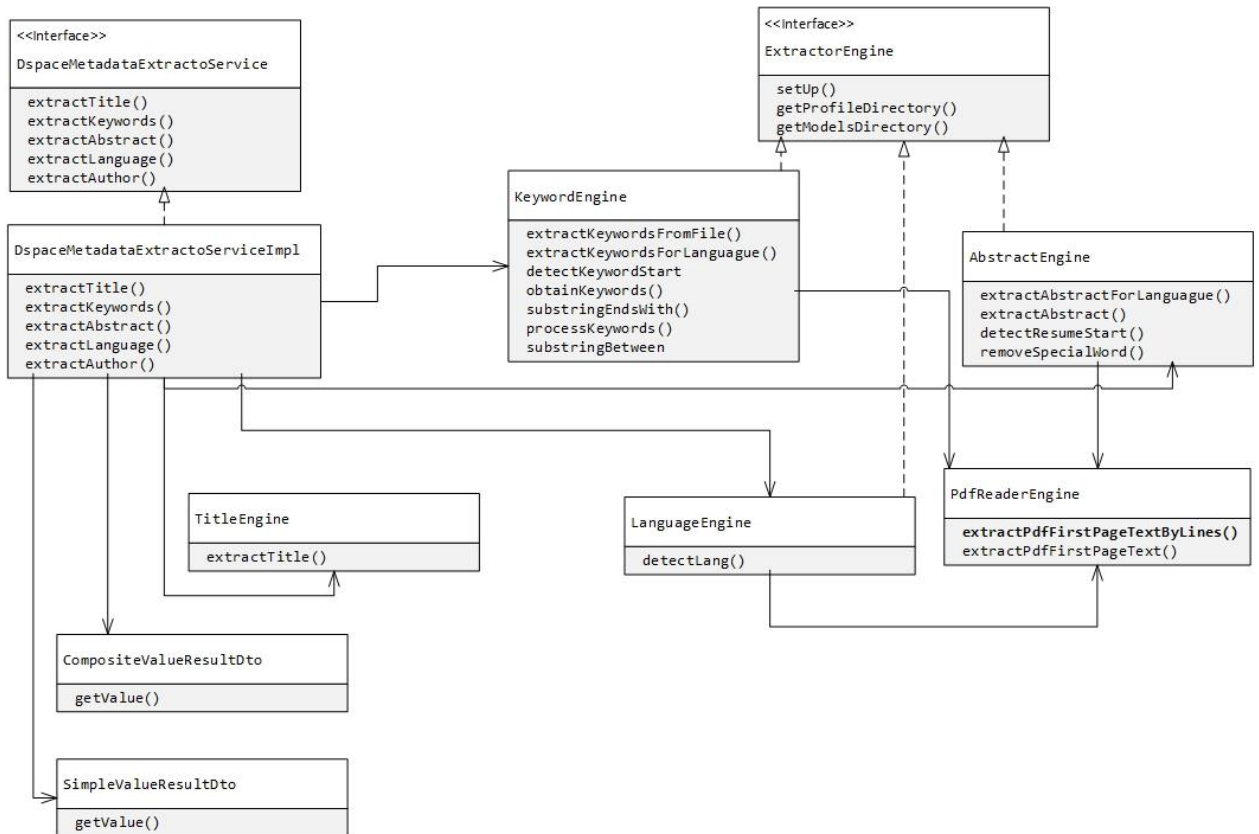 <<Interface>>
DspaceMetadataExtractoService
extractTitle()
extractKeywords()
extractAbstract()
extractLanguage()
extractAuthor()
<<Interface>>
ExtractorEngine
setUp()
getProfileDirectory()
getModelsDirectory()
DspaceMetadataExtractoServiceImpl
extractTitle()
extractKeywords()
extractAbstract()
extractLanguage()
extractAuthor()
KeywordEngine
extractKeywordsFromFile()
extractKeywordsForLanguague()
detectKeywordStart
obtainKeywords()
substringEndsWith()
processKeywords()
substringBetween
AbstractEngine
extractAbstractForLanguague()
extractAbstract()
detectResumeStart()
removeSpecialWord()
TitleEngine
extractTitle()
LanguageEngine
detectLang()
PdfReaderEngine
extractPdfFirstPageTextByLines()
extractPdfFirstPageText()
CompositeValueResultDto
getValue()
SimpleValueResultDto
getValue()